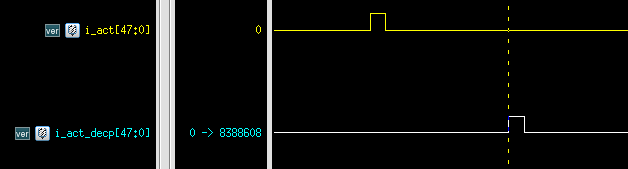 ver i_act[47:0] 0
ver i_act_decp[47:0] 0 -> 8388608